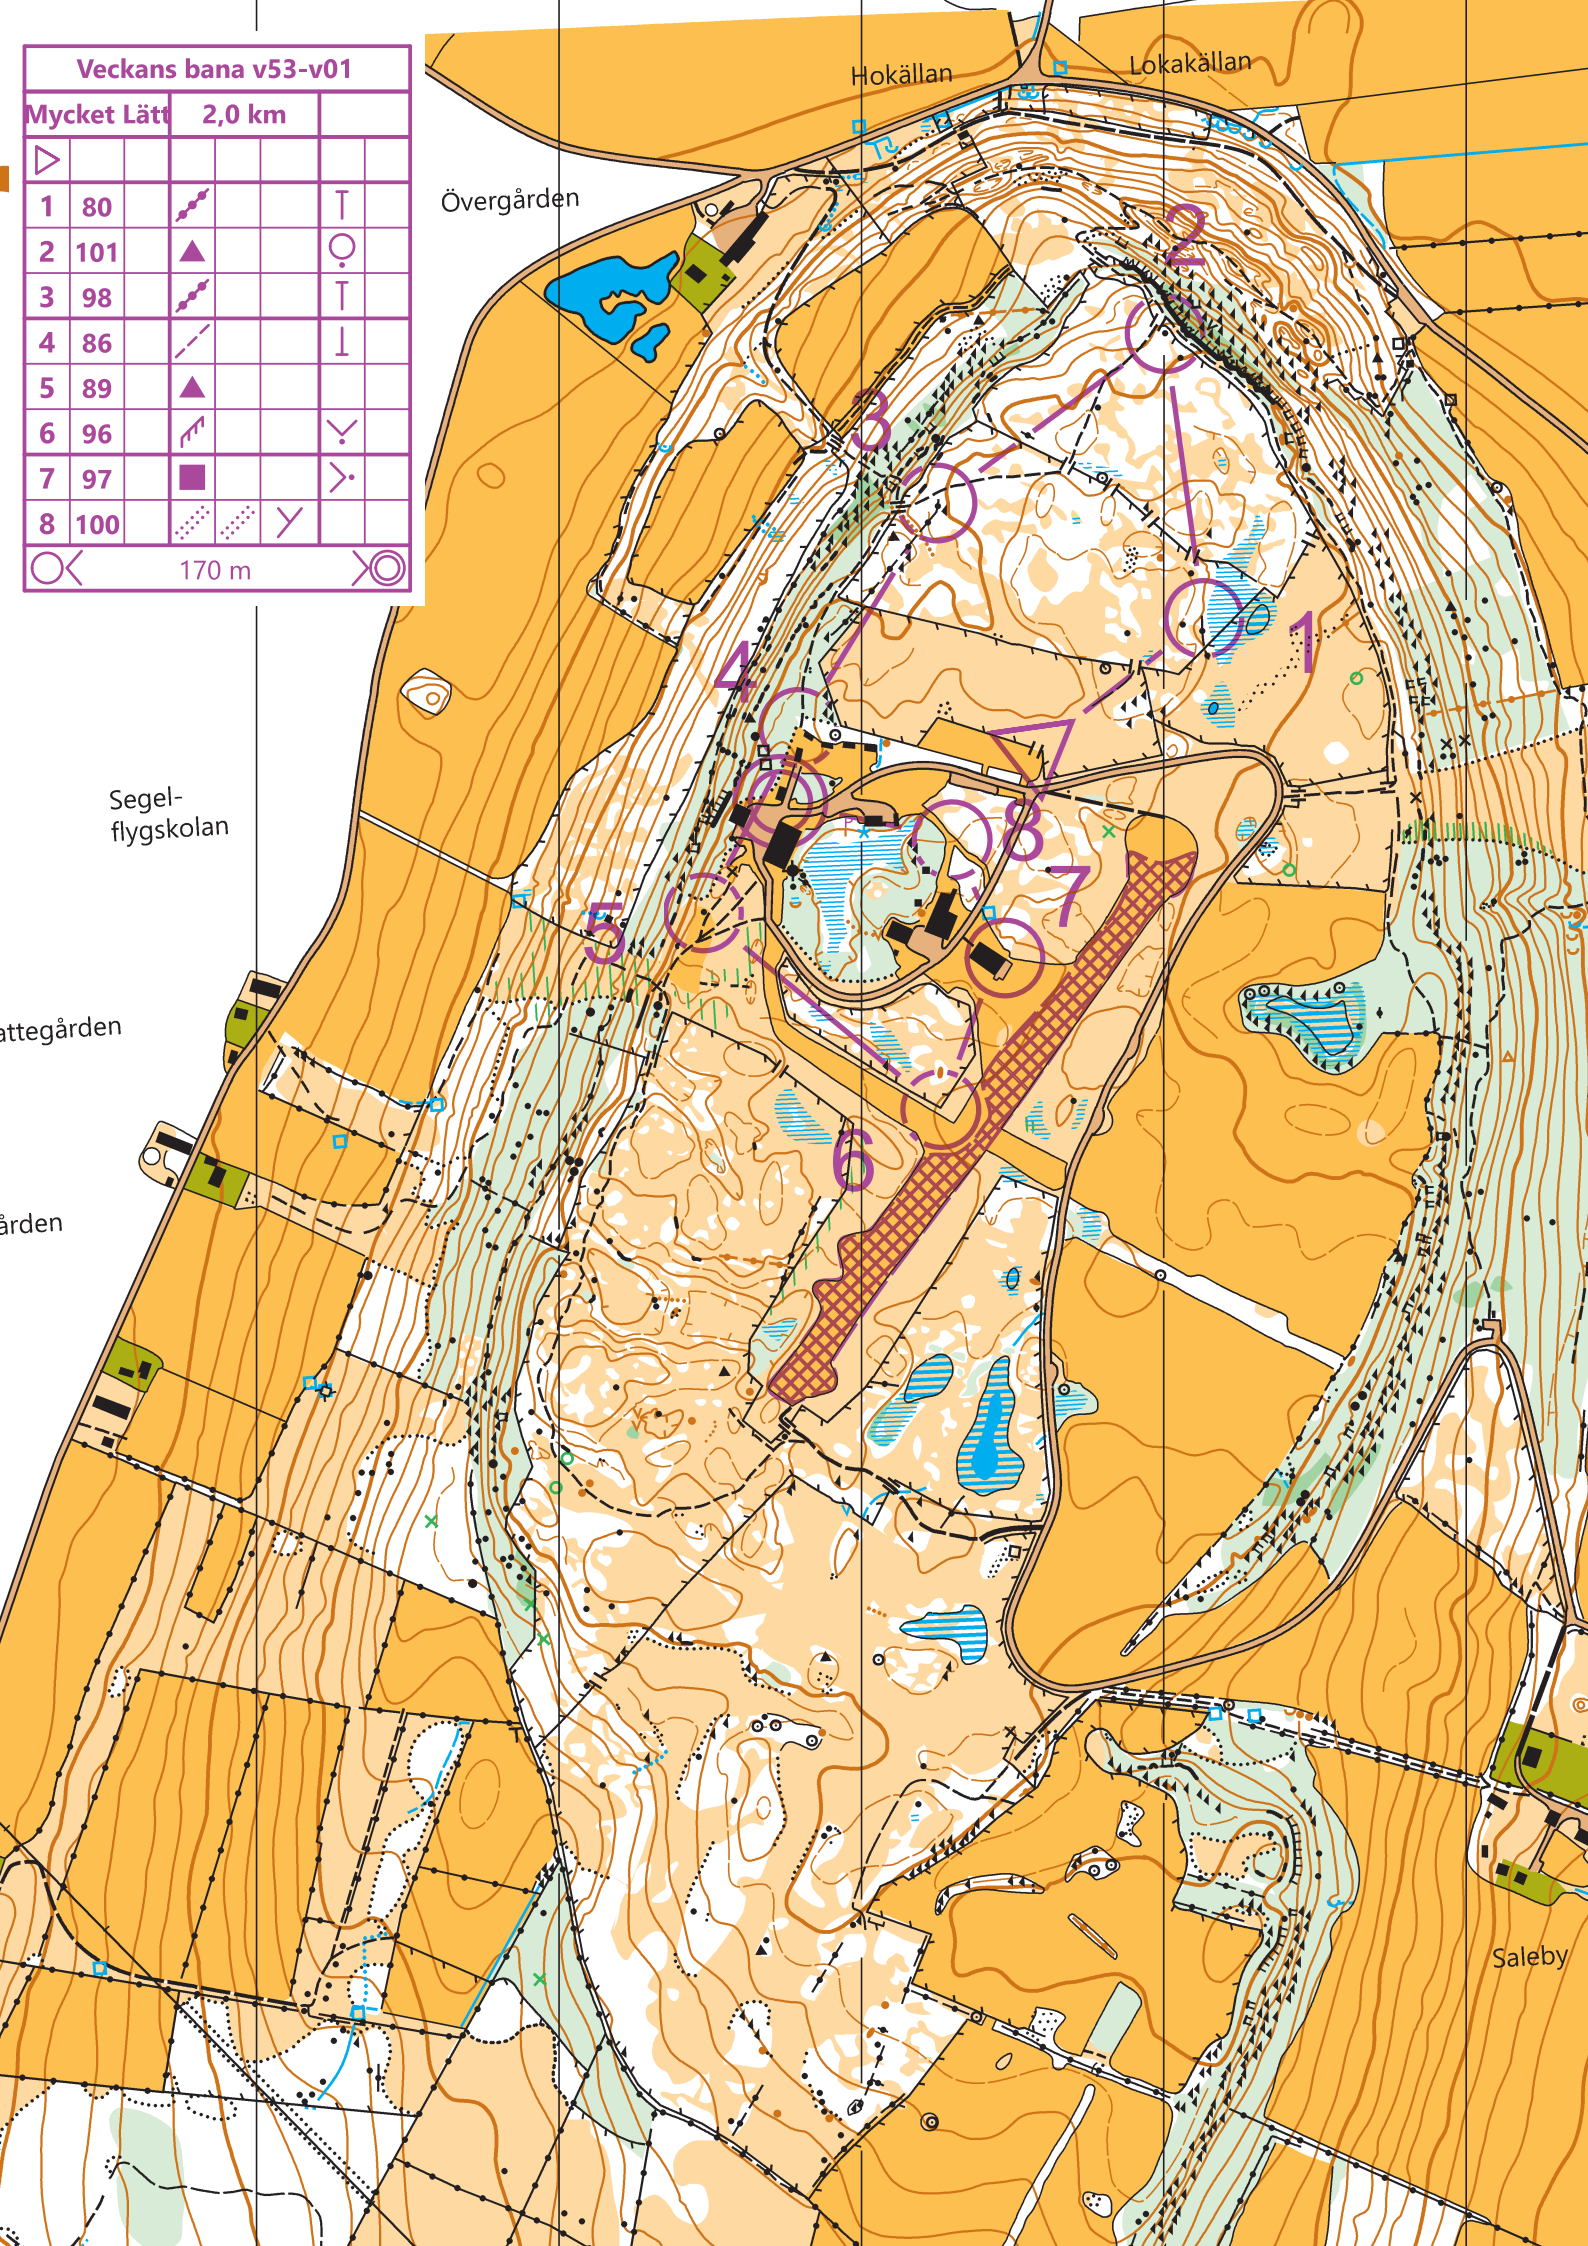 Veckans bana v53-v01
Mycket Lätt 2,0 km
1 80
2 101
3 98
4 86
5 89
6 96
7 97
8 100
170 m
Hokällan
Lokakällan
Övergården
2
3
1
4
Segel-
flygskolan
8
7
5
attegården
6
ården
Saleby